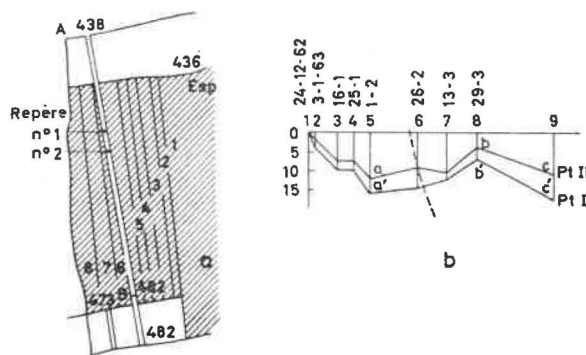 A 438
436
Esp
Repère
n° 1
n° 2
1
2
3
4
5
8 7 6 B 482
473
482
a
24-12-62
3-1-63
16-1
25-1
1-2
26-2
13-3
29-3
1 2 3 4 5 6 7 8 9
0
5
10
15
a b c Pt II
a' b' c' Pt I
b